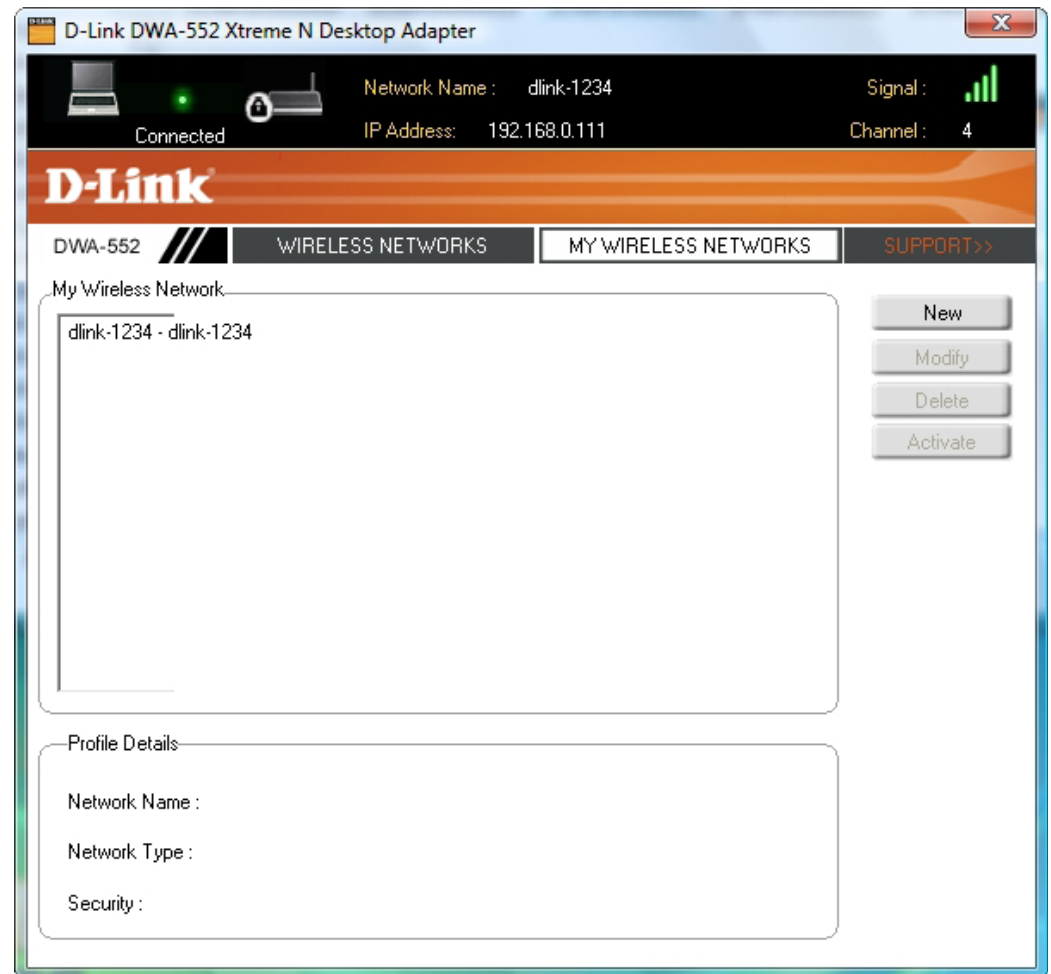 D-Link DWA-552 Xtreme N Desktop Adapter
Network Name : dlink-1234 Signal :
Connected IP Address: 192.168.0.111 Channel : 4
D-Link
DWA-552 WIRELESS NETWORKS MY WIRELESS NETWORKS SUPPORT>>
My Wireless Network
New
dlink-1234 - dlink-1234
Modify
Delete
Activate
Profile Details
Network Name :
Network Type :
Security :